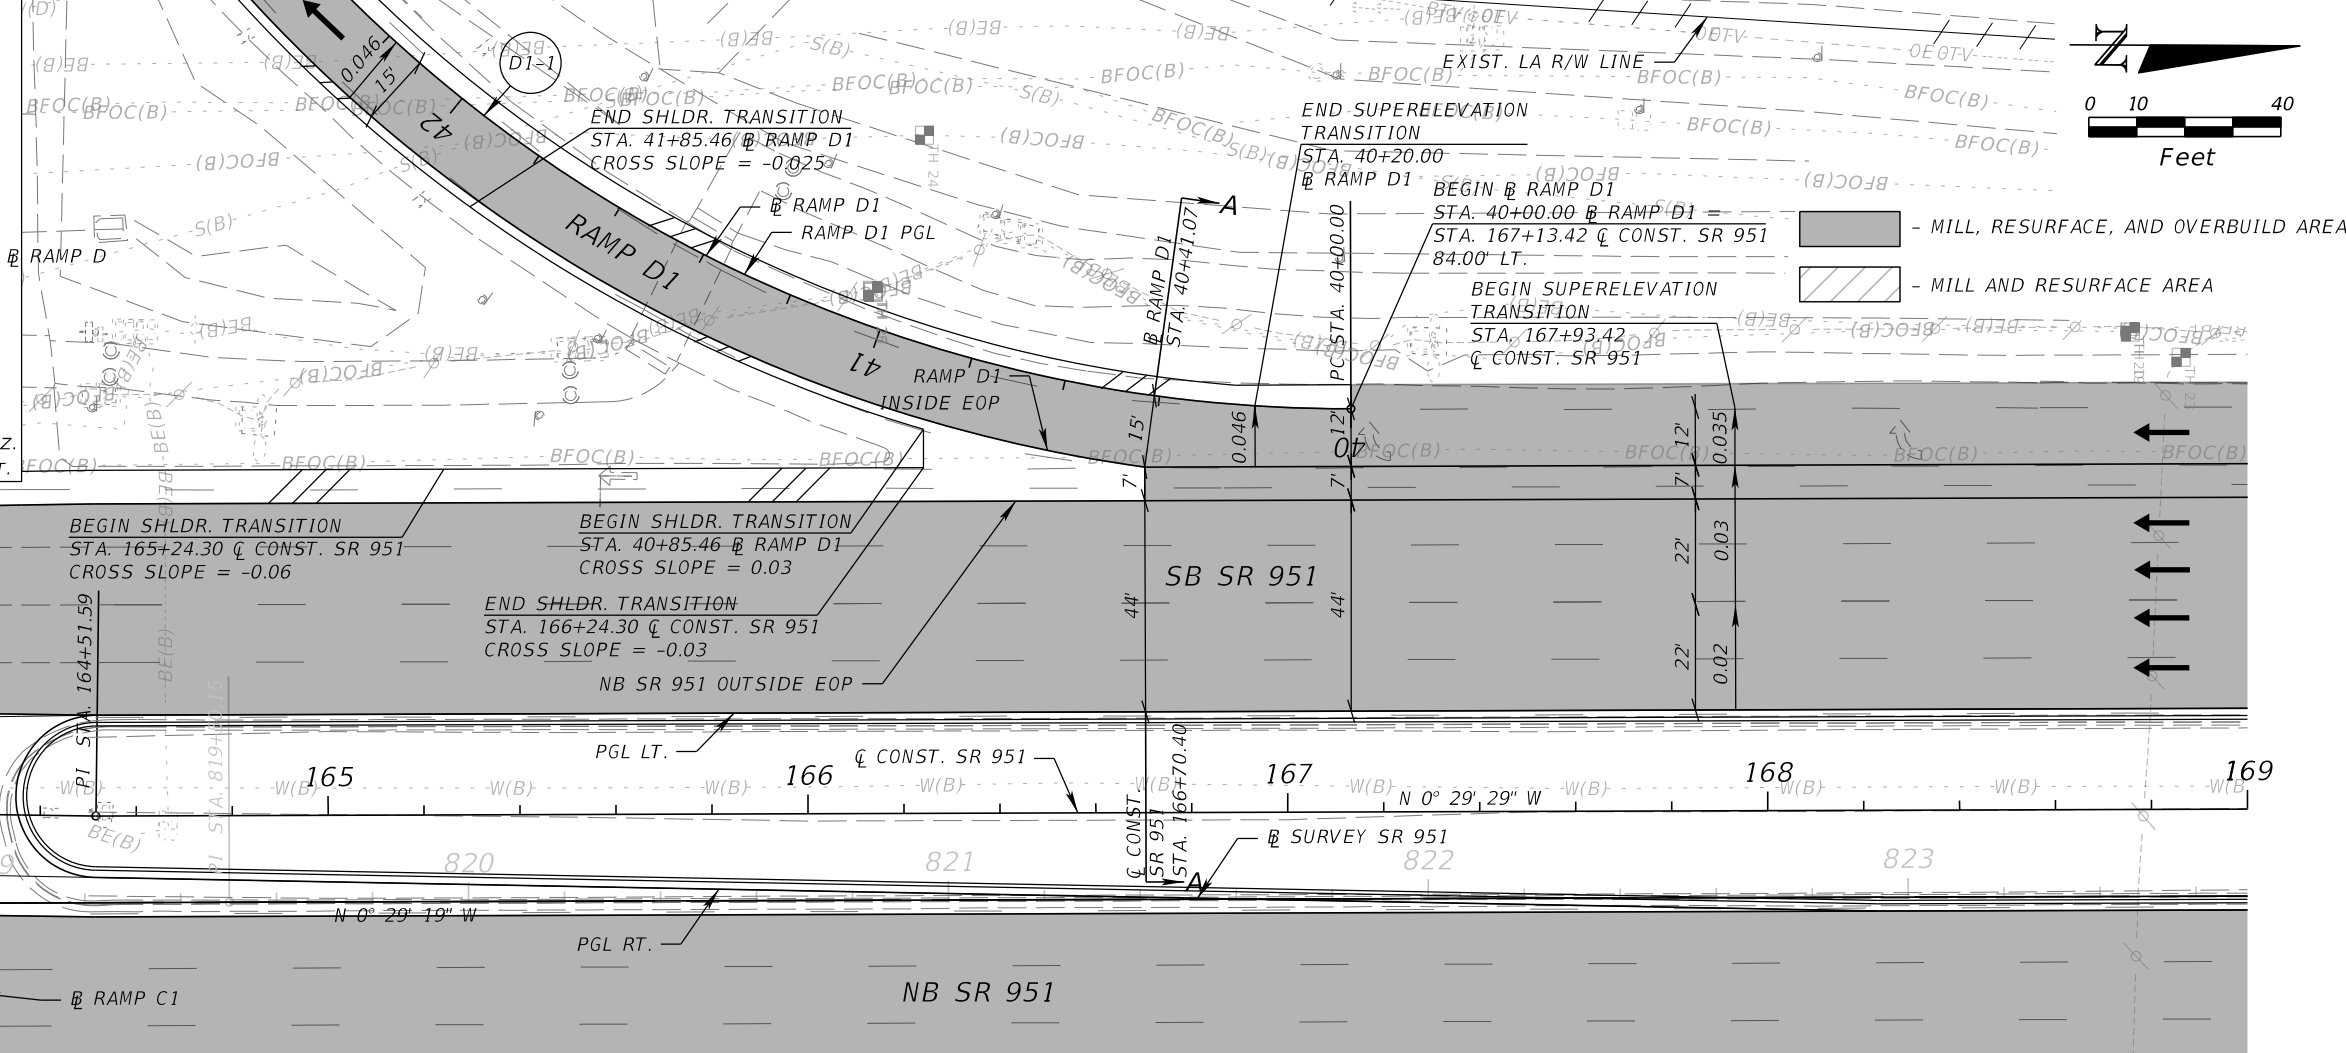 EXIST. LA R/W LINE
0 10 40
Feet
N
D1-1
0.046
15'
42
END SHLDR. TRANSITION
STA. 41+85.46 ℄ RAMP D1
CROSS SLOPE = -0.025
END SUPERELEVATION
TRANSITION
STA. 40+20.00
℄ RAMP D1
BEGIN ℄ RAMP D1
STA. 40+00.00 ℄ RAMP D1 =
STA. 167+13.42 ℄ CONST. SR 951
84.00' LT.
BEGIN SUPERELEVATION
TRANSITION
STA. 167+93.42
℄ CONST. SR 951
- MILL, RESURFACE, AND OVERBUILD AREA
- MILL AND RESURFACE AREA
℄ RAMP D1
RAMP D1 PGL
A
℄ RAMP D1
STA. 40+41.07
PC STA. 40+00.00
℄ RAMP D
RAMP D1
41
RAMP D1
INSIDE EOP
15'
0.046
12'
40
12'
0.035
7'
7'
7'
Z.
T.
BEGIN SHLDR. TRANSITION
STA. 165+24.30 ℄ CONST. SR 951
CROSS SLOPE = -0.06
BEGIN SHLDR. TRANSITION
STA. 40+85.46 ℄ RAMP D1
CROSS SLOPE = 0.03
END SHLDR. TRANSITION
STA. 166+24.30 ℄ CONST. SR 951
CROSS SLOPE = -0.03
NB SR 951 OUTSIDE EOP
SB SR 951
44'
44'
22'
0.03
22'
0.02
PI STA. 164+51.59
PGL LT.
℄ CONST. SR 951
165 166 167 168 169
N 0° 29' 29" W
℄ CONST.
SR 951
STA. 166+70.40
A
℄ SURVEY SR 951
820 821 822 823
N 0° 29' 19" W
PGL RT.
℄ RAMP C1
NB SR 951
TH 24
BFOC(B)
BE(B)
S(B)
W(B)